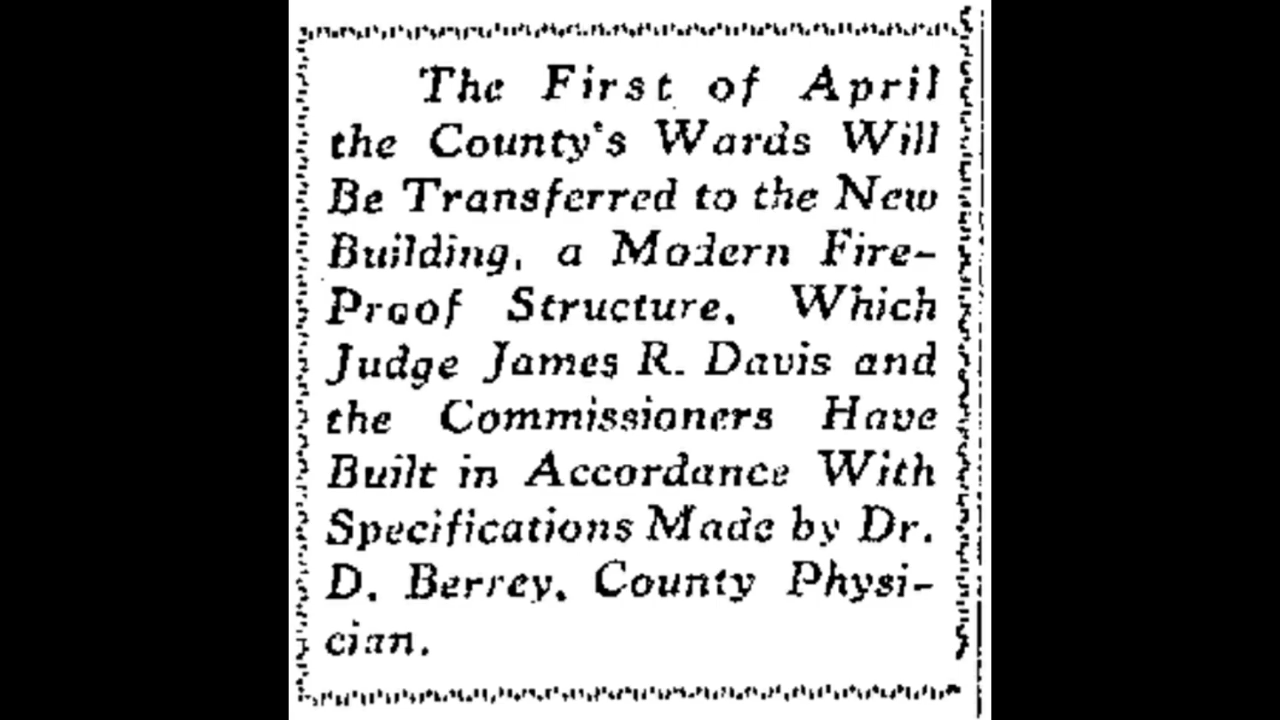 The First of April
the County's Wards Will
Be Transferred to the New
Building, a Modern Fire-
Proof Structure, Which
Judge James R. Davis and
the Commissioners Have
Built in Accordance With
Specifications Made by Dr.
D. Berrey, County Physi-
cian.